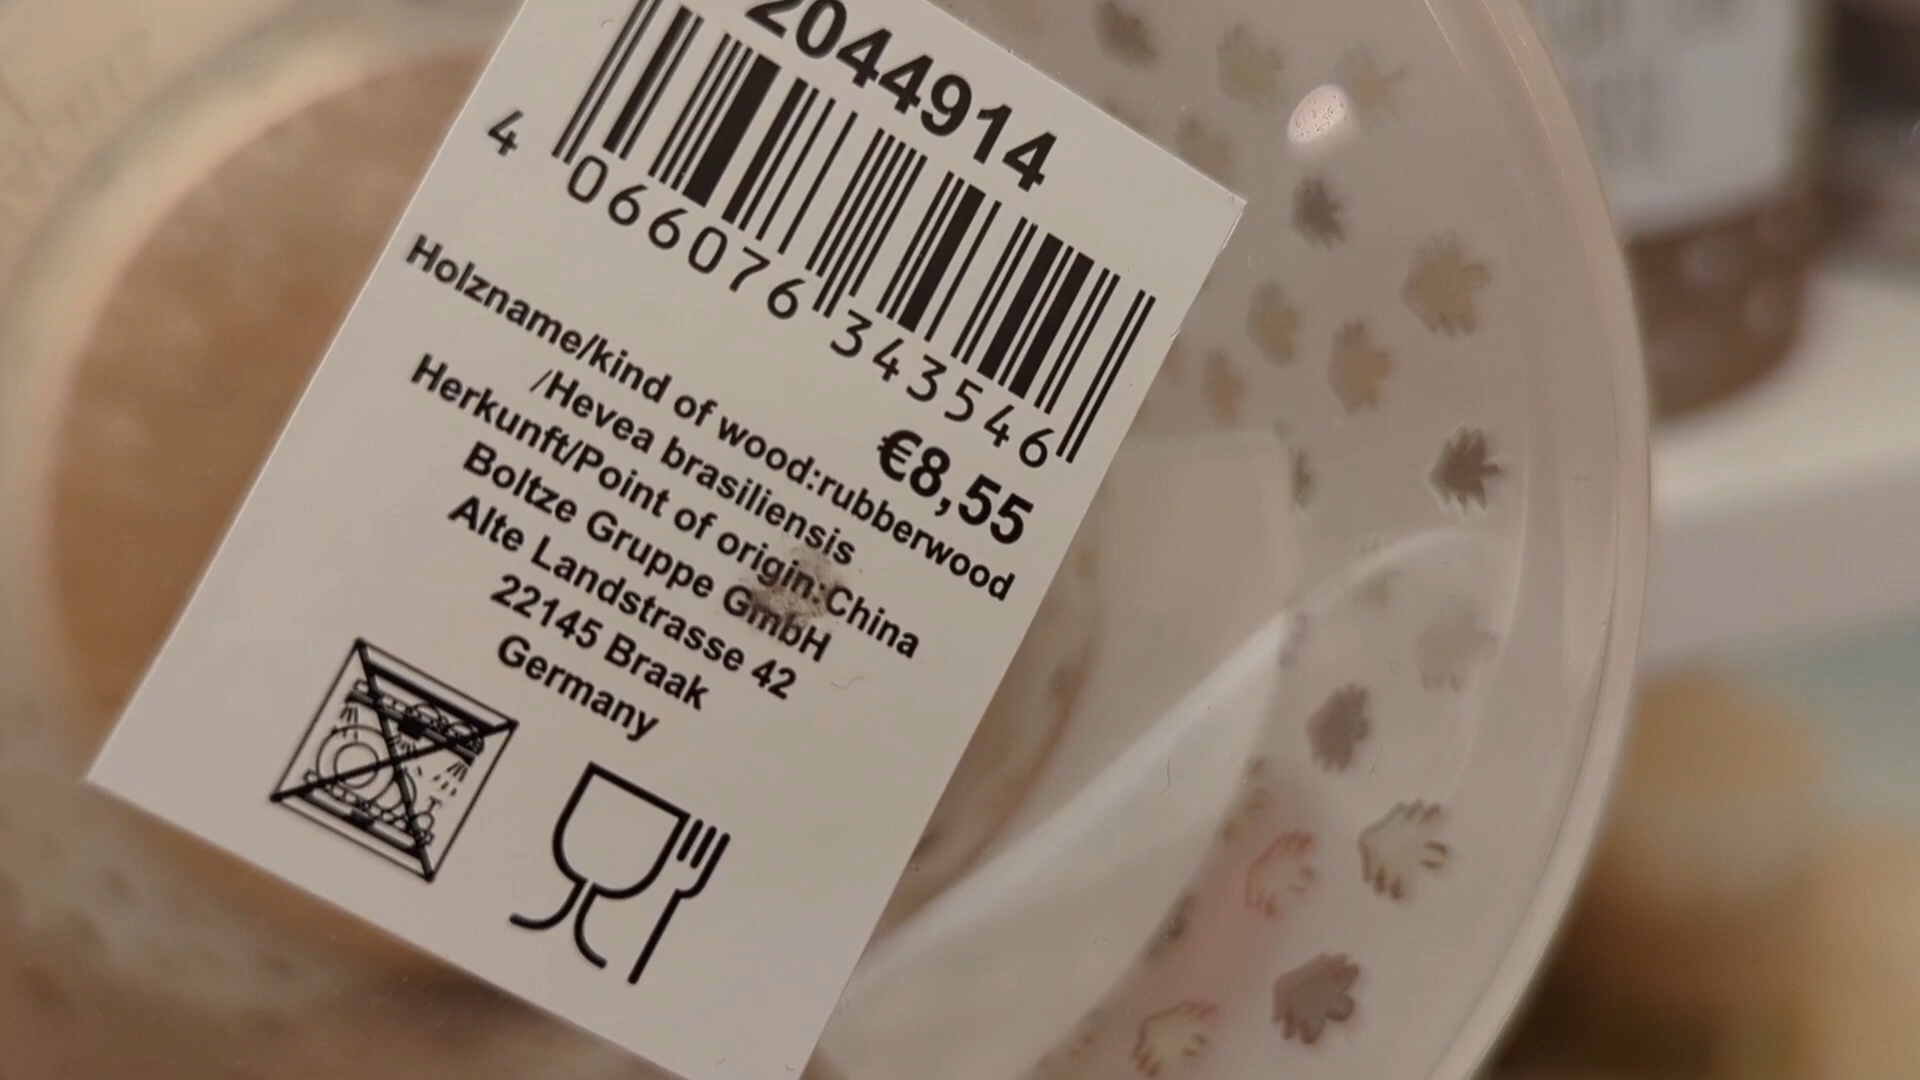 2044914
4 066076 343546
€8,55
Holzname/kind of wood:rubberwood
/Hevea brasiliensis
Herkunft/Point of origin:China
Boltze Gruppe GmbH
Alte Landstrasse 42
22145 Braak
Germany